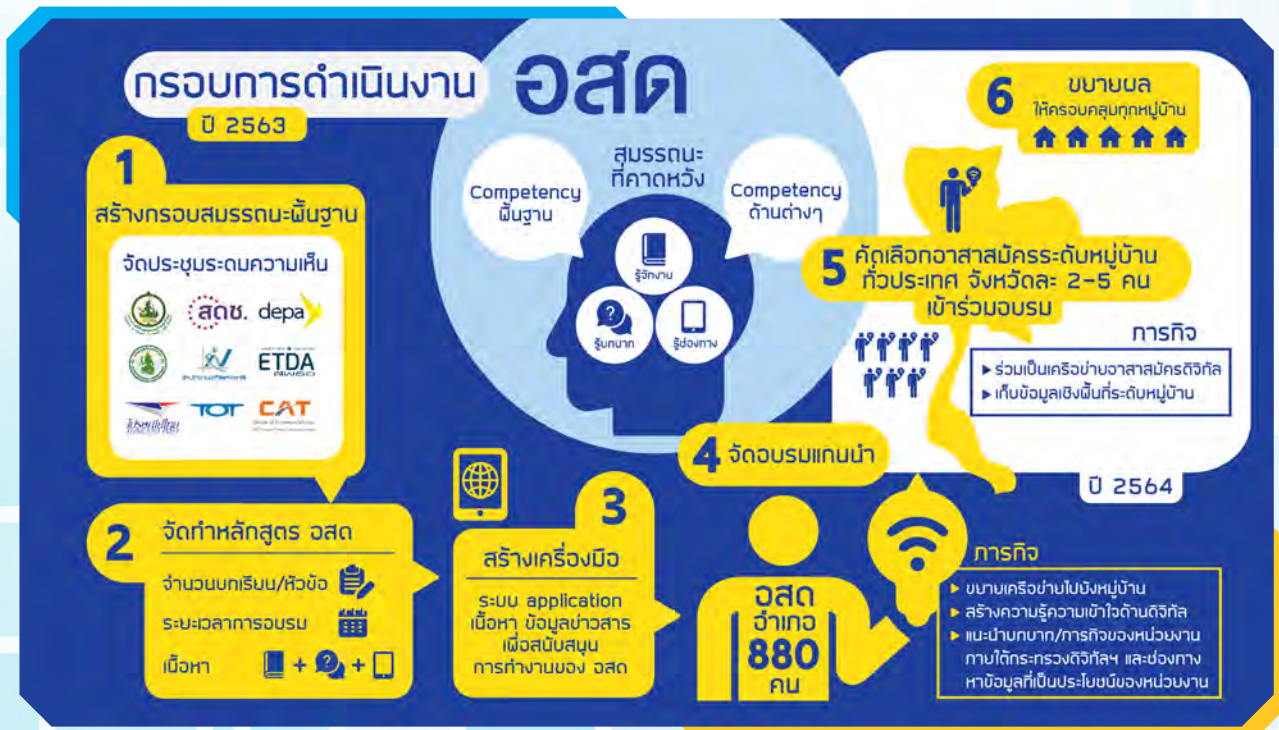 กรอบการดำเนินงาน
ปี 2563
อสด
สมรรถนะ
ที่คาดหวัง
Competency
พื้นฐาน
Competency
ด้านต่างๆ
รู้จักงาน
รู้บทบาท
รู้ช่องทาง
1
สร้างกรอบสมรรถนะพื้นฐาน
จัดประชุมระดมความเห็น
สดช.
depa
ETDA
สพธอ
ไปรษณีย์ไทย
TOT
CAT
2
จัดทำหลักสูตร อสด
จำนวนบทเรียน/หัวข้อ
ระยะเวลาการอบรม
เนื้อหา
+
+
3
สร้างเครื่องมือ
ระบบ application
เนื้อหา ข้อมูลข่าวสาร
เพื่อสนับสนุน
การทำงานของ อสด
4 จัดอบรมแกนนำ
อสด
อำเภอ
880
คน
ภารกิจ
ขยายเครือข่ายไปยังหมู่บ้าน
สร้างความรู้ความเข้าใจด้านดิจิทัล
แนะนำบทบาท/ภารกิจของหน่วยงาน
ภายใต้กระทรวงดิจิทัลฯ และช่องทาง
หาข้อมูลที่เป็นประโยชน์ของหน่วยงาน
5 คัดเลือกอาสาสมัครระดับหมู่บ้าน
ทั่วประเทศ จังหวัดละ 2-5 คน
เข้าร่วมอบรม
ภารกิจ
ร่วมเป็นเครือข่ายอาสาสมัครดิจิทัล
เก็บข้อมูลเชิงพื้นที่ระดับหมู่บ้าน
6 ขยายผล
ให้ครอบคลุมทุกหมู่บ้าน
ปี 2564